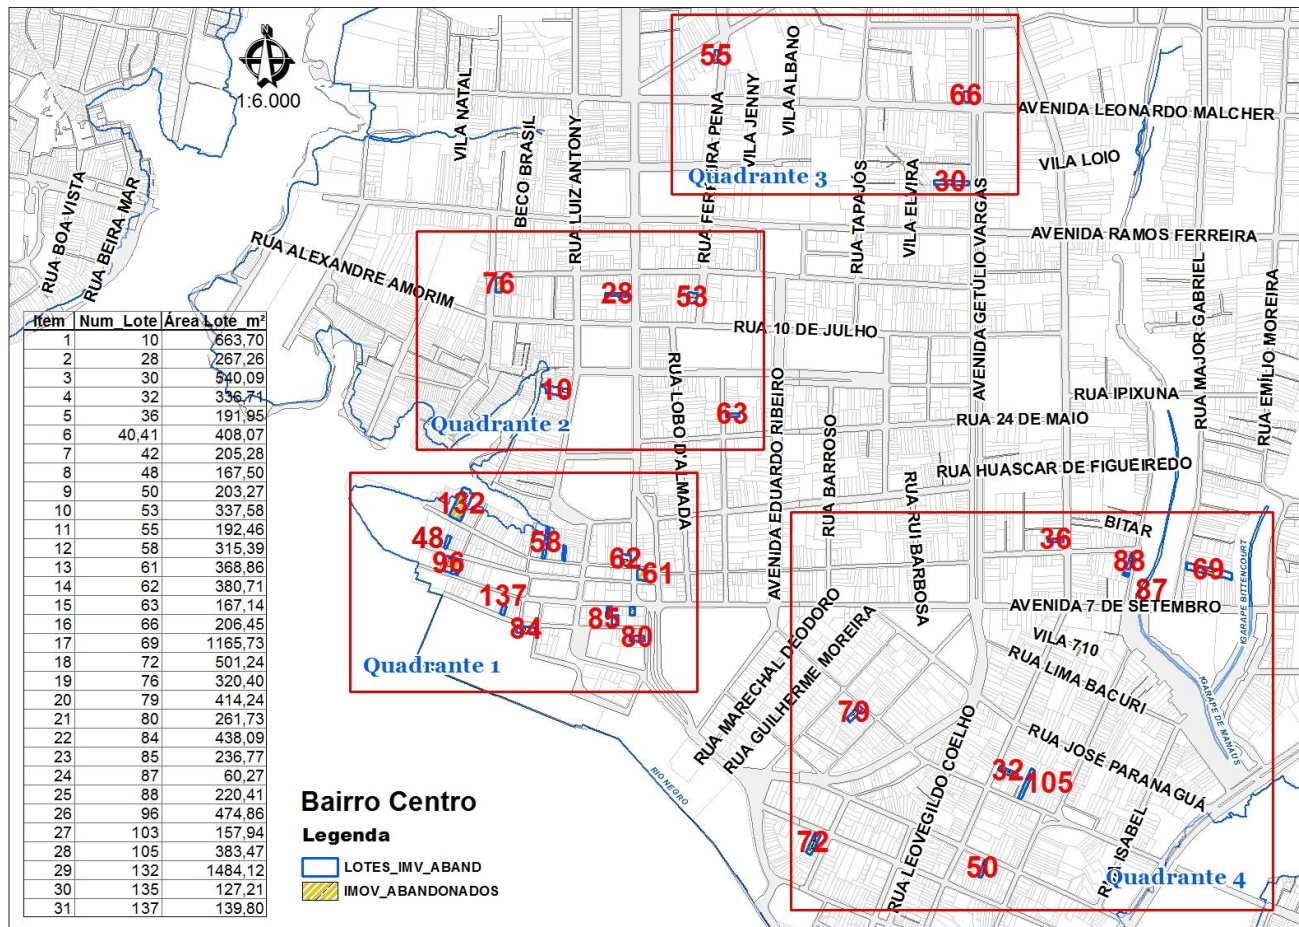 N
1:6.000
55
66
AVENIDA LEONARDO MALCHER
VILA NATAL
BECO BRASIL
RUA LUIZ ANTONY
RUA FERREIRA PENA
VILA JENNY
VILA ALBANO
Quadrante 3
RUA TAPAJÓS
VILA ELVIRA
30
VILA LOIO
RUA BOA VISTA
RUA BEIRA MAR
RUA ALEXANDRE AMORIM
AVENIDA GETÚLIO VARGAS
AVENIDA RAMOS FERREIRA
RUA MAJOR GABRIEL
RUA EMÍLIO MOREIRA
76
28
53
RUA 10 DE JULHO
10
RUA LOBO D'ALMADA
63
Quadrante 2
AVENIDA EDUARDO RIBEIRO
RUA BARROSO
RUA IPIXUNA
RUA 24 DE MAIO
RUA HUASCAR DE FIGUEIREDO
RUA RUI BARBOSA
Item Num_Lote Área Lote_m²
1 10 663,70
2 28 267,26
3 30 540,09
4 32 336,71
5 36 191,95
6 40,41 408,07
7 42 205,28
8 48 167,50
9 50 203,27
10 53 337,58
11 55 192,46
12 58 315,39
13 61 368,86
14 62 380,71
15 63 167,14
16 66 206,45
17 69 1165,73
18 72 501,24
19 76 320,40
20 79 414,24
21 80 261,73
22 84 438,09
23 85 236,77
24 87 60,27
25 88 220,41
26 96 474,86
27 103 157,94
28 105 383,47
29 132 1484,12
30 135 127,21
31 137 139,80
132
48
96
58
62
61
137
84
85
80
Quadrante 1
BITAR
36
88
87
69
IGARAPE BITTENCOURT
AVENIDA 7 DE SETEMBRO
VILA 710
RUA LIMA BACURI
IGARAPE DE MANAUS
RUA MARECHAL DEODORO
RUA GUILHERME MOREIRA
79
RUA JOSÉ PARANAGUÁ
32
105
RUA LEOVEGILDO COELHO
72
50
RUA ISABEL
Quadrante 4
RIO NEGRO
Bairro Centro
Legenda
LOTES_IMV_ABAND
IMOV_ABANDONADOS